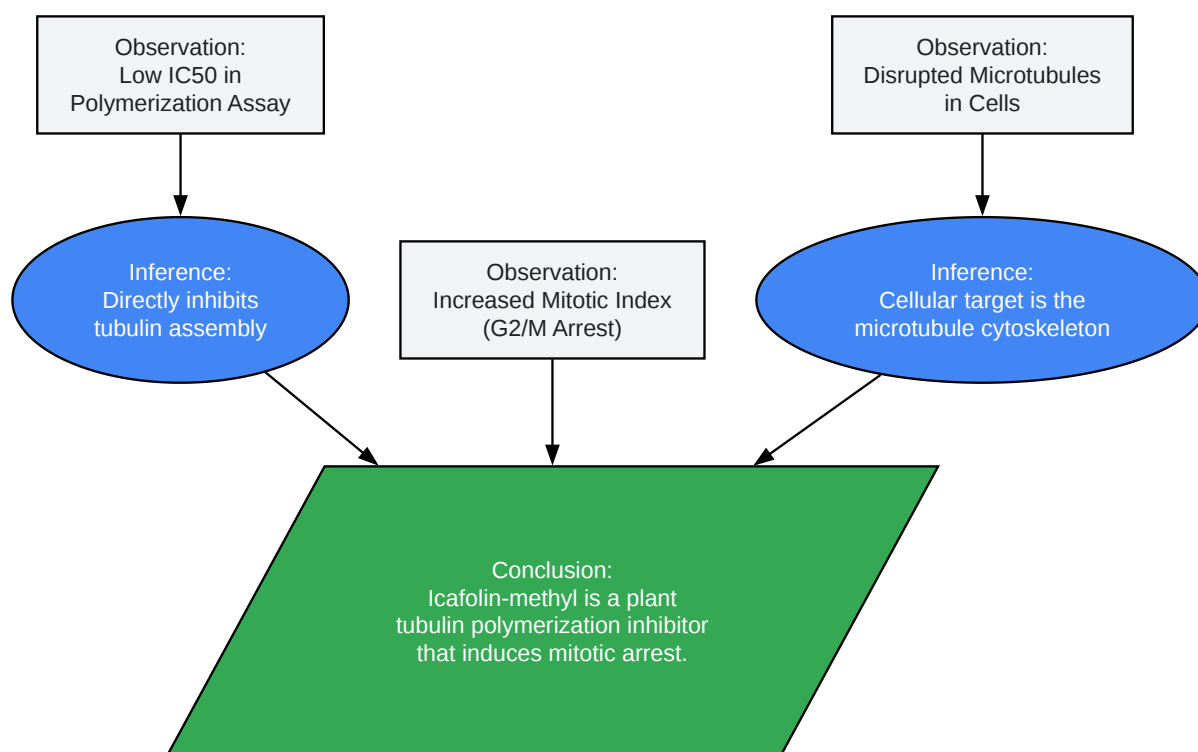 Observation:
Low IC50 in
Polymerization Assay
Observation:
Disrupted Microtubules
in Cells
Inference:
Directly inhibits
tubulin assembly
Observation:
Increased Mitotic Index
(G2/M Arrest)
Inference:
Cellular target is the
microtubule cytoskeleton
Conclusion:
Icafolin-methyl is a plant
tubulin polymerization inhibitor
that induces mitotic arrest.